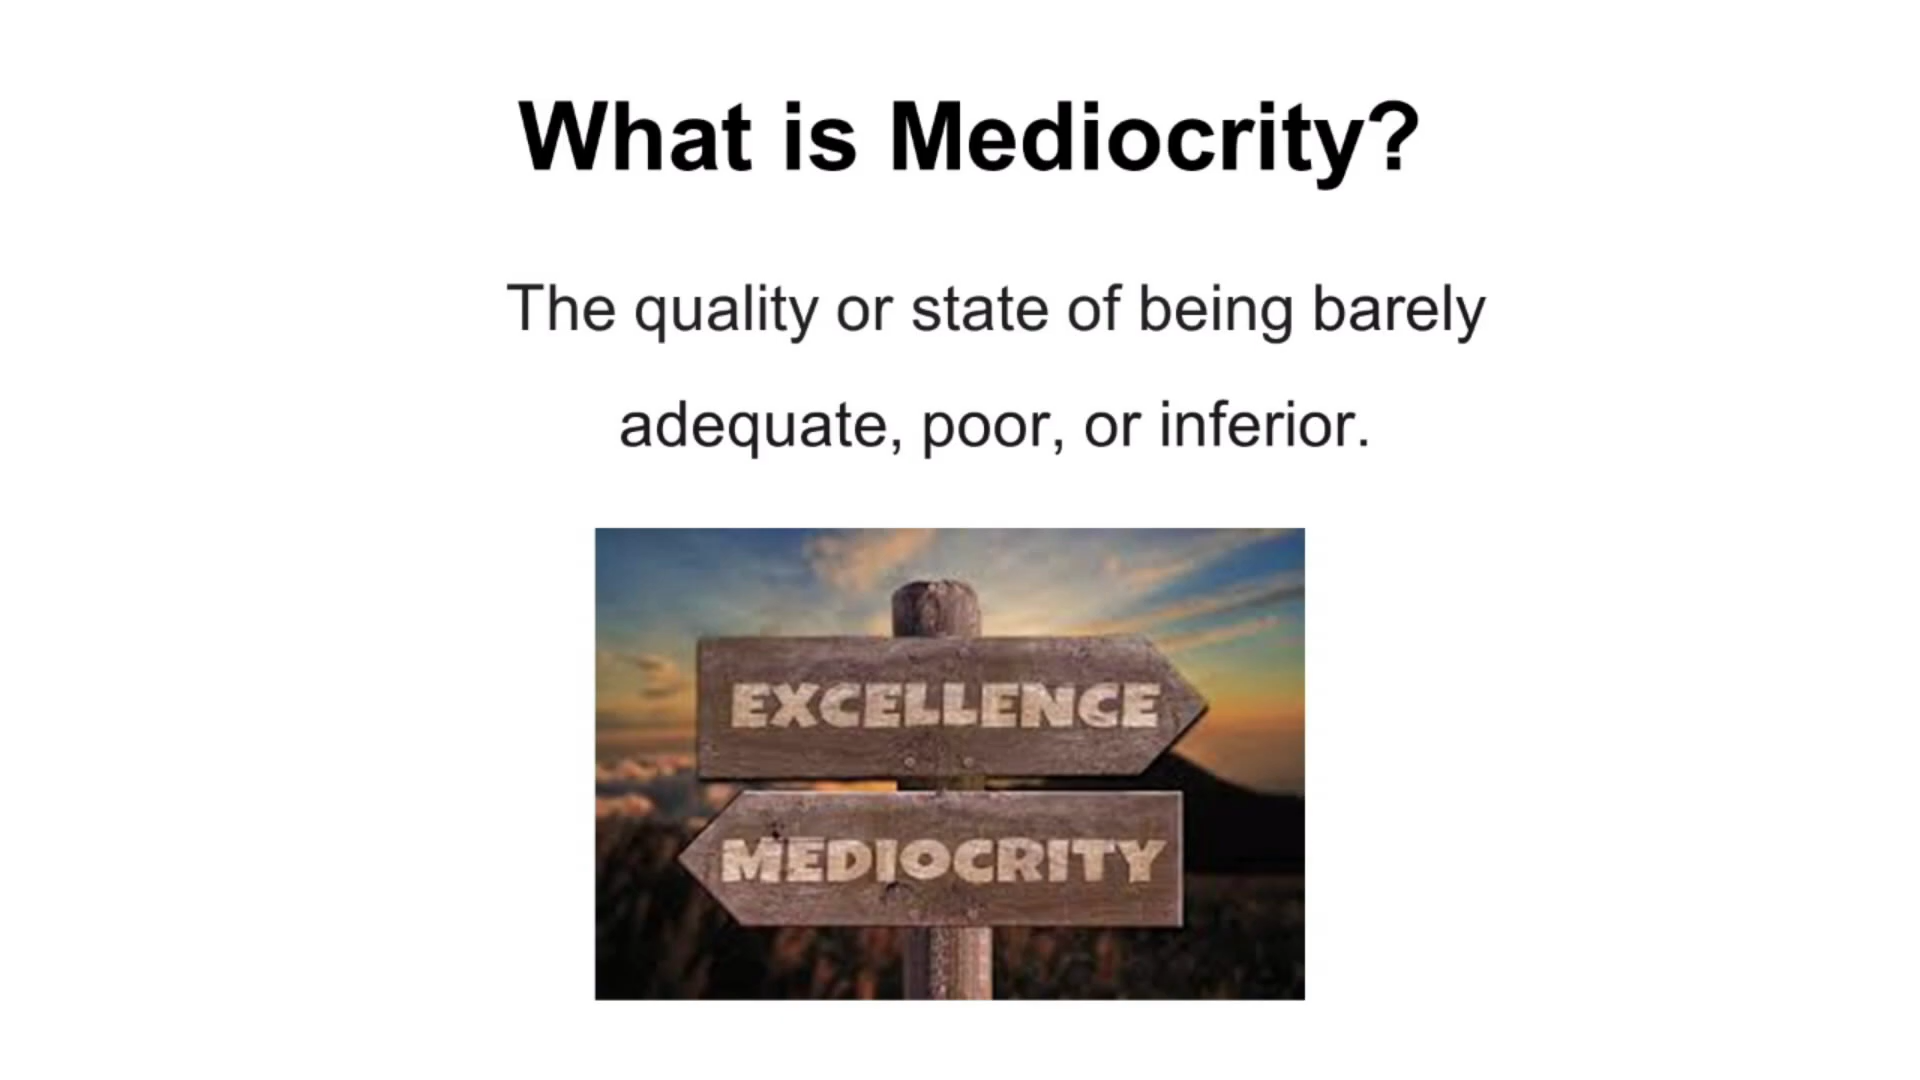 What is Mediocrity?
The quality or state of being barely
adequate, poor, or inferior.
EXCELLENCE
MEDIOCRITY